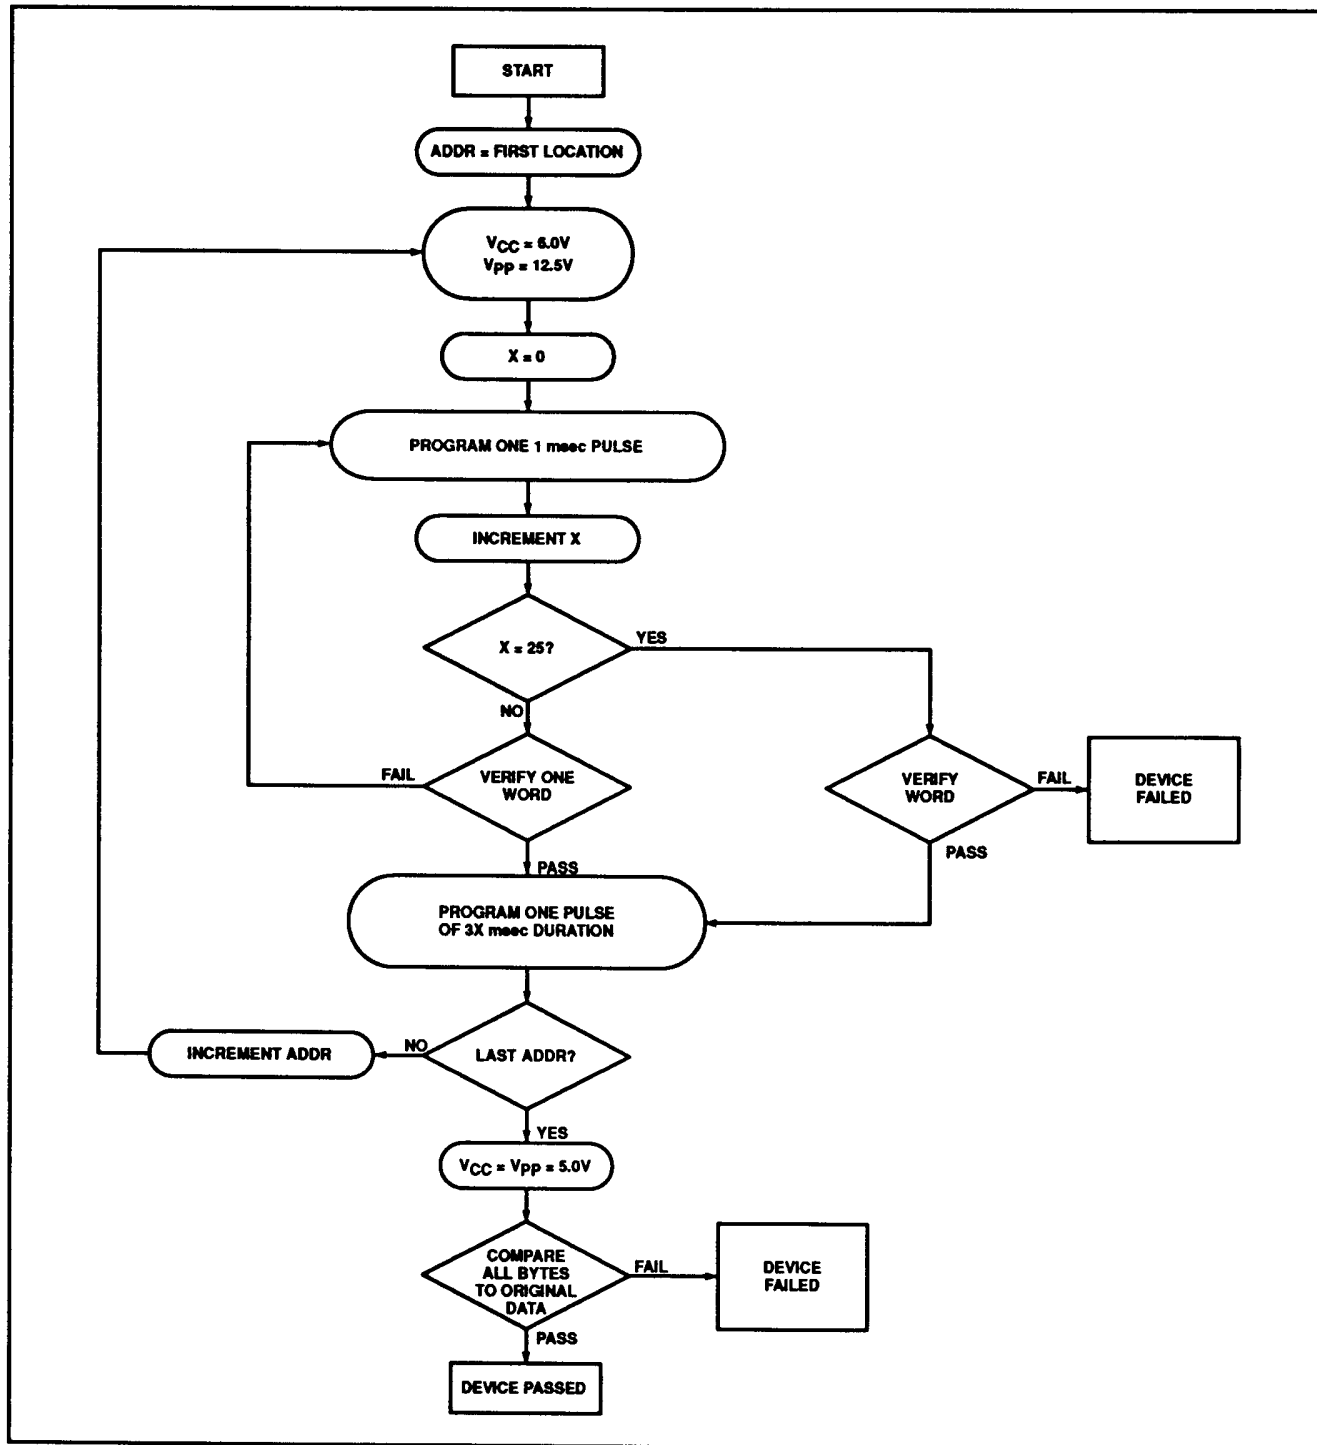 START
ADDR = FIRST LOCATION
VCC = 6.0V
VPP = 12.5V
X = 0
PROGRAM ONE 1 msec PULSE
INCREMENT X
X = 25?
YES
NO
VERIFY ONE
WORD
FAIL
VERIFY
WORD
FAIL
DEVICE
FAILED
PASS
PASS
PROGRAM ONE PULSE
OF 3X msec DURATION
INCREMENT ADDR
NO
LAST ADDR?
YES
VCC = VPP = 5.0V
COMPARE
ALL BYTES
TO ORIGINAL
DATA
FAIL
DEVICE
FAILED
PASS
DEVICE PASSED